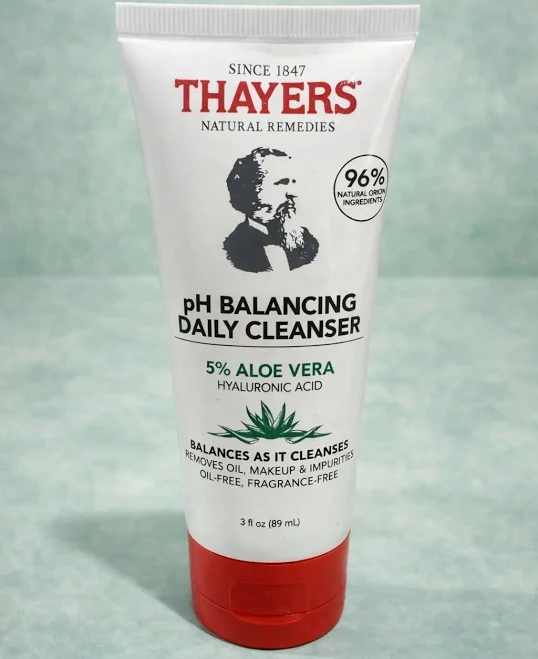 SINCE 1847
THAYERS
NATURAL REMEDIES
96%
NATURAL ORIGIN
INGREDIENTS
pH BALANCING
DAILY CLEANSER
5% ALOE VERA
HYALURONIC ACID
BALANCES AS IT CLEANSES
REMOVES OIL, MAKEUP & IMPURITIES
OIL-FREE, FRAGRANCE-FREE
3 fl oz (89 mL)